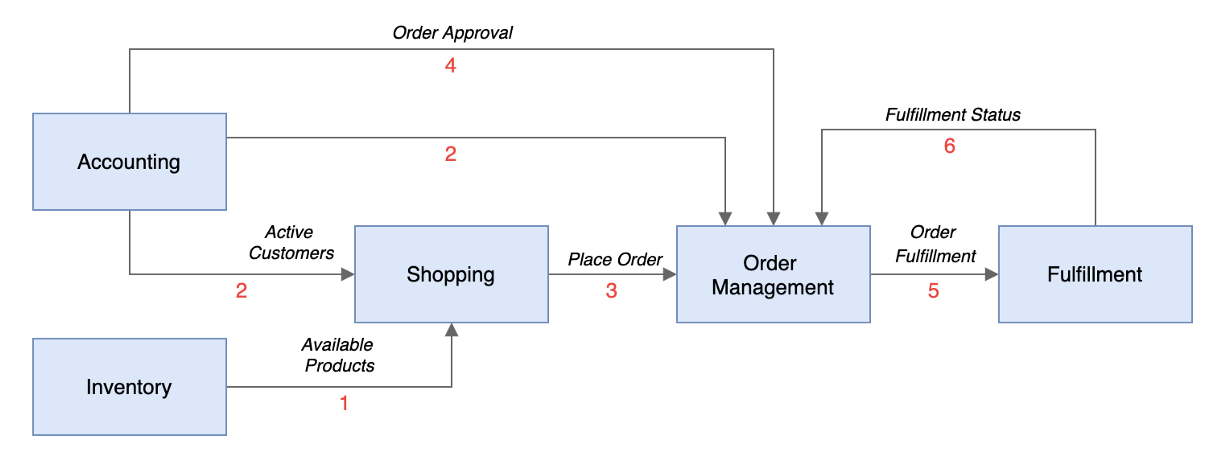 Order Approval
4
Fulfillment Status
6
Accounting
2
Active
Customers
2
Shopping
Place Order
3
Order
Management
Order
Fulfillment
5
Fulfillment
Available
Products
1
Inventory